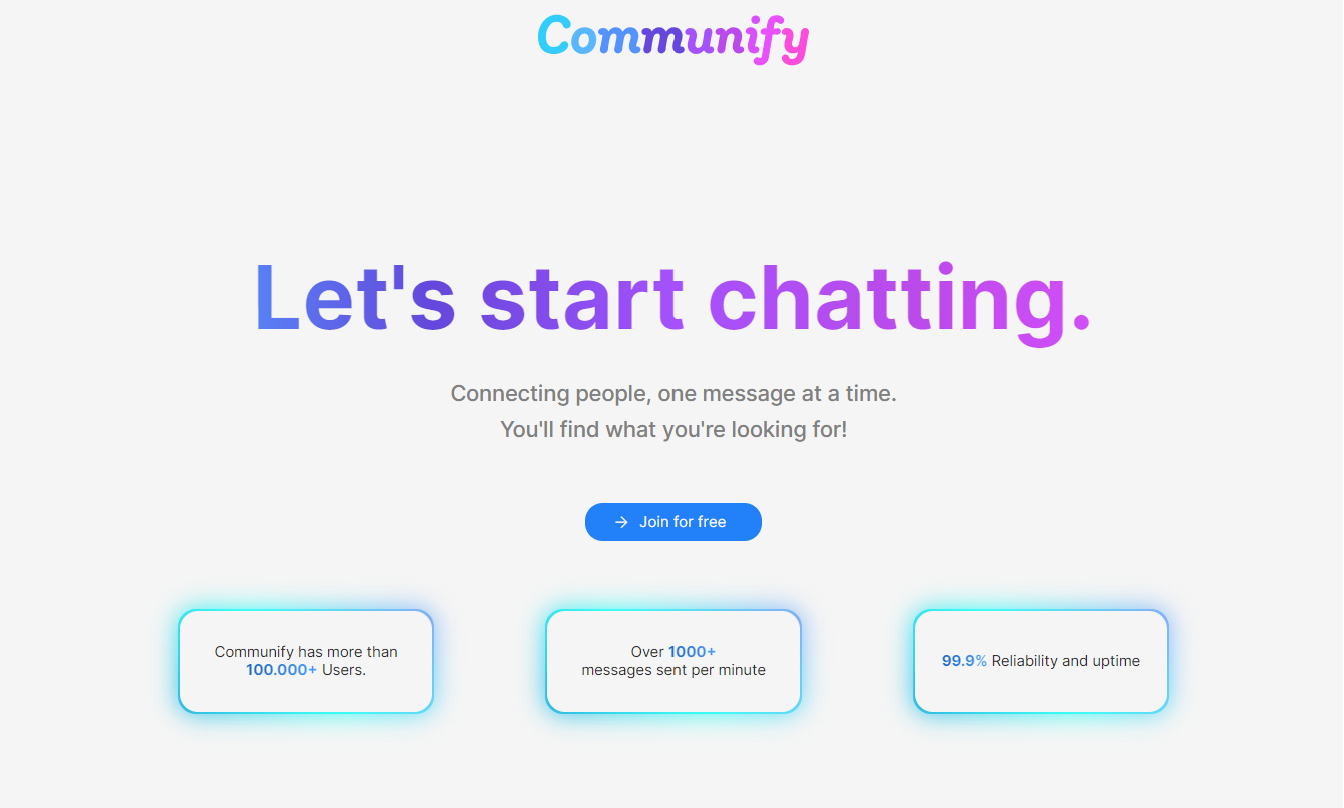 Communify
Let's start chatting.
Connecting people, one message at a time.
You'll find what you're looking for!
Join for free
Communify has more than
100.000+ Users.
Over 1000+
messages sent per minute
99.9% Reliability and uptime